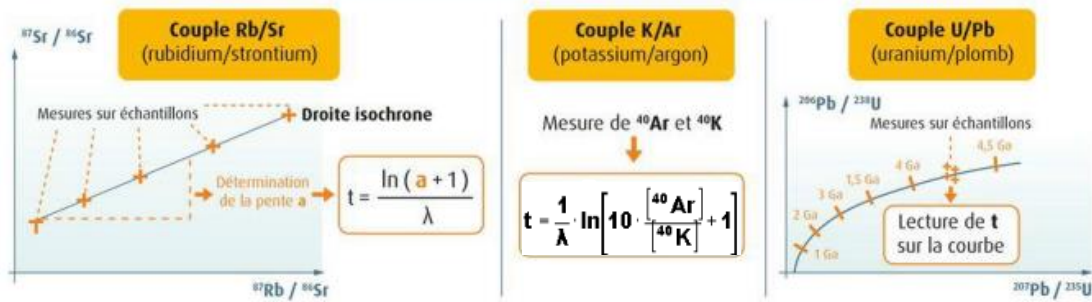 ⁸⁷Sr / ⁸⁶Sr
Couple Rb/Sr
(rubidium/strontium)
Mesures sur échantillons
Droite isochrone
Détermination
de la pente a
t = ln ( a + 1 ) / λ
⁸⁷Rb / ⁸⁶Sr
Couple K/Ar
(potassium/argon)
Mesure de ⁴⁰Ar et ⁴⁰K
t = 1/λ · ln[10 · [⁴⁰Ar]/[⁴⁰K] + 1]
Couple U/Pb
(uranium/plomb)
²⁰⁶Pb / ²³⁸U
Mesures sur échantillons
4,5 Ga
4 Ga
1,5 Ga
3 Ga
2 Ga
1 Ga
Lecture de t
sur la courbe
²⁰⁷Pb / ²³⁵U